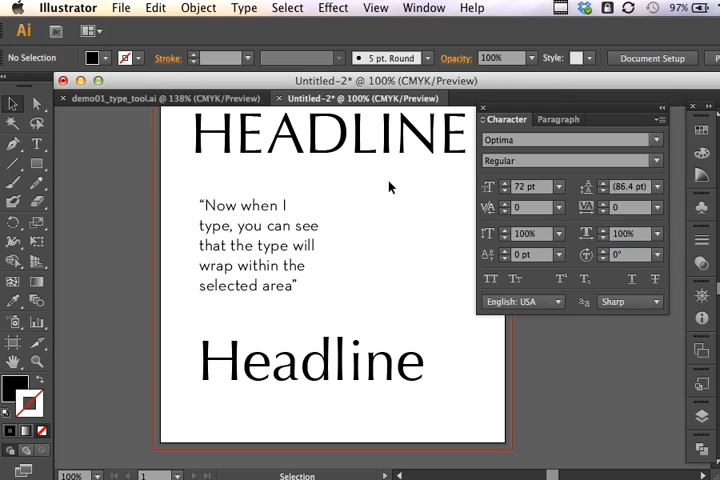 Illustrator File Edit Object Type Select Effect View Window Help 97%
Ai Br
No Selection Stroke: 5 pt. Round Opacity: 100% Style: Document Setup
Untitled-2* @ 100% (CMYK/Preview)
demo01_type_tool.ai @ 138% (CMYK/Preview) Untitled-2* @ 100% (CMYK/Preview)
Character Paragraph
Optima
Regular
72 pt (86.4 pt)
0 0
100% 100%
0 pt 0°
English: USA Sharp
HEADLINE
“Now when I
type, you can see
that the type will
wrap within the
selected area”
Headline
100% 1 Selection